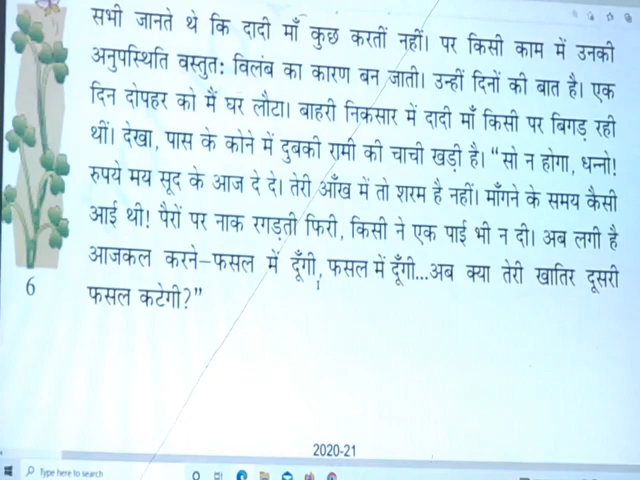 सभी जानते थे कि दादी माँ कुछ करतीं नहीं। पर किसी काम में उनकी
अनुपस्थिति वस्तुतः विलंब का कारण बन जाती। उन्हीं दिनों की बात है। एक
दिन दोपहर को मैं घर लौटा। बाहरी निकसार में दादी माँ किसी पर बिगड़ रही
थीं। देखा, पास के कोने में दुबकी रामी की चाची खड़ी है। “सो न होगा, धन्नो!
रुपये मय सूद के आज दे दे। तेरी आँख में तो शरम है नहीं। माँगने के समय कैसी
आई थी! पैरों पर नाक रगड़ती फिरी, किसी ने एक पाई भी न दी। अब लगी है
आजकल करने–फसल में दूँगी, फसल में दूँगी...अब क्या तेरी खातिर दूसरी
फसल कटेगी?”
6
2020-21
Type here to search